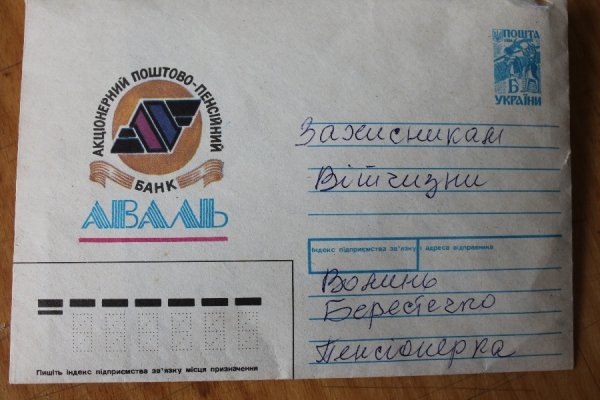 АКЦІОНЕРНИЙ ПОШТОВО-ПЕНСІЙНИЙ
БАНК
АВАЛЬ
ПОШТА
Б
УКРАЇНИ
Захисникам
Вітчизни
Індекс підприємства зв'язку і адреса відправника
Волинь
Берестечко
Пенсіонерка
Пишіть індекс підприємства зв'язку місця призначення